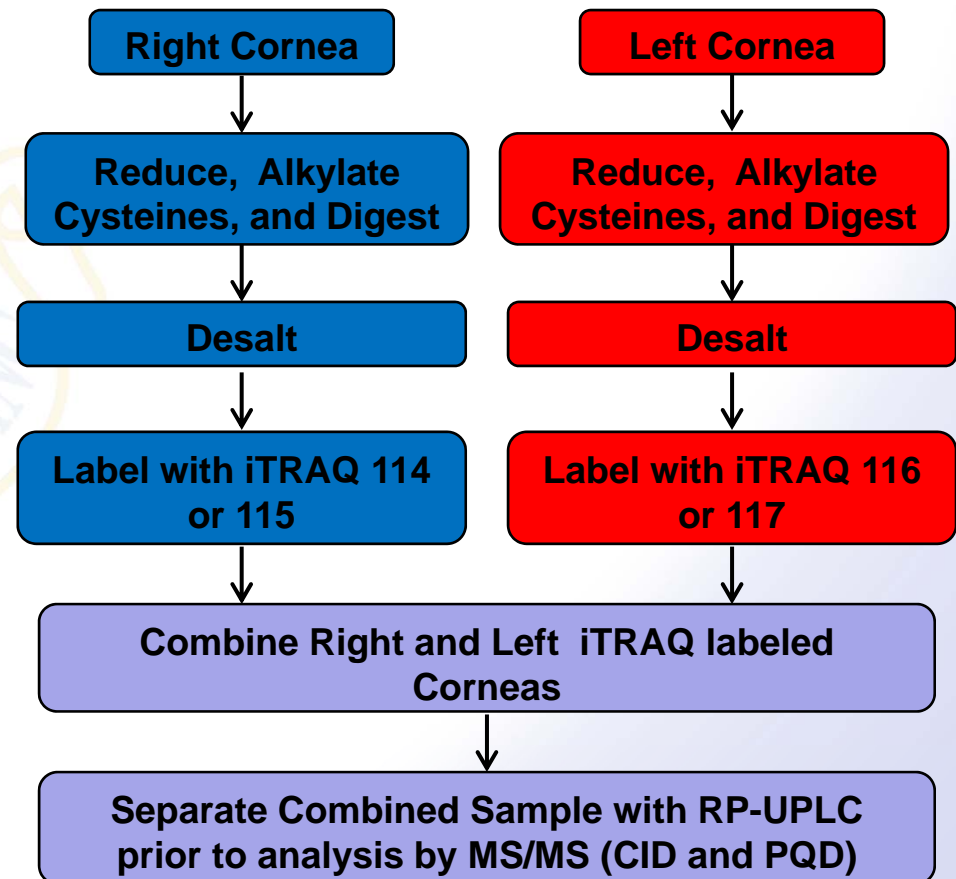 Right Cornea
Left Cornea
Reduce, Alkylate
Cysteines, and Digest
Reduce, Alkylate
Cysteines, and Digest
Desalt
Desalt
Label with iTRAQ 114
or 115
Label with iTRAQ 116
or 117
Combine Right and Left iTRAQ labeled
Corneas
Separate Combined Sample with RP-UPLC
prior to analysis by MS/MS (CID and PQD)